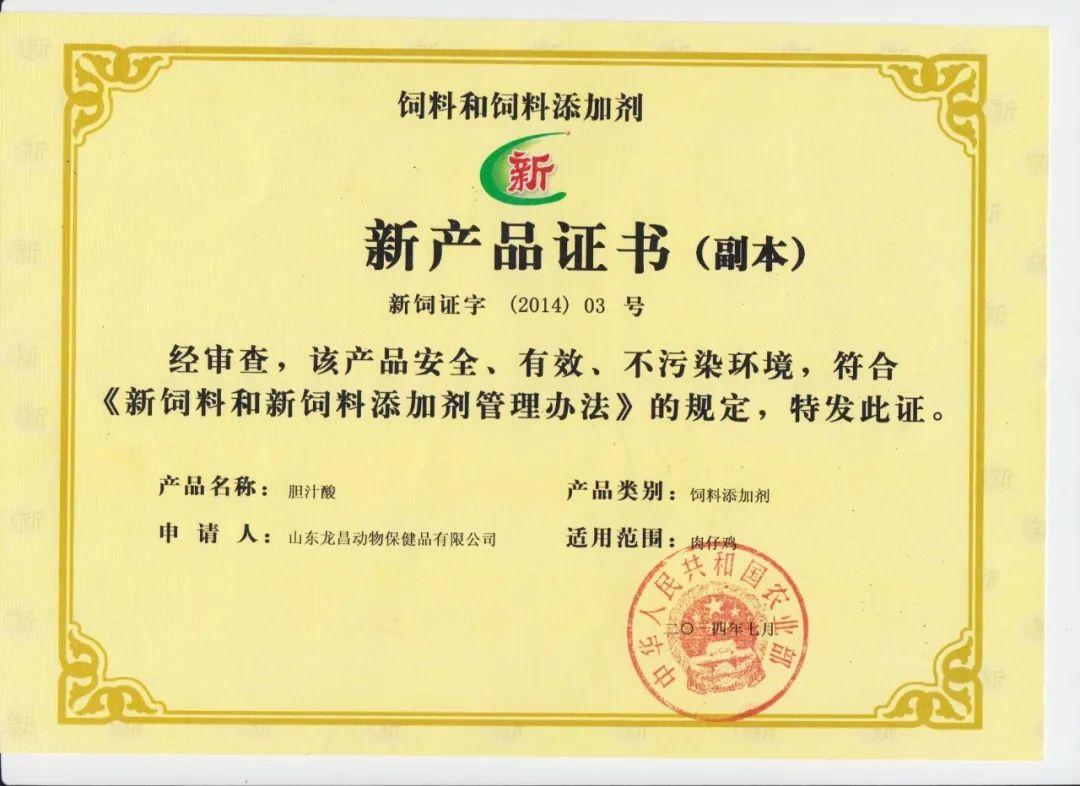 饲料和饲料添加剂
新
新产品证书（副本）
新饲证字 （2014）03 号
经审查，该产品安全、有效、不污染环境，符合
《新饲料和新饲料添加剂管理办法》的规定，特发此证。
产品名称：胆汁酸
产品类别：饲料添加剂
申 请 人：山东龙昌动物保健品有限公司
适用范围：肉仔鸡
中华人民共和国农业部
二〇一四年七月